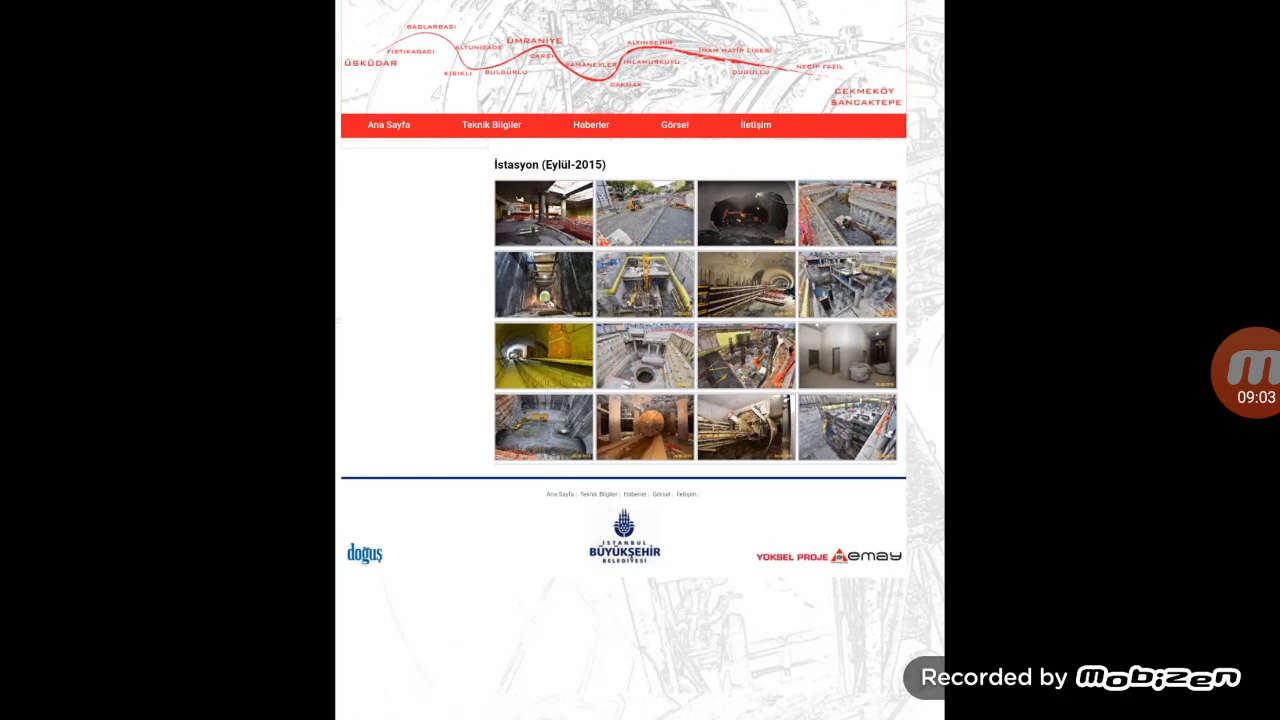 BAĞLARBAŞI
FISTIKAĞACI
ÜSKÜDAR
ALTUNİZADE
KISIKLI
BULGURLU
ÜMRANİYE
ÇARŞI
YAMANEVLER
ÇAKMAK
IHLAMURKUYU
ALTINŞEHİR
İMAM HATİP LİSESİ
DUDULLU
NECİP FAZIL
ÇEKMEKÖY
SANCAKTEPE
Ana Sayfa Teknik Bilgiler Haberler Görsel İletişim
İstasyon (Eylül-2015)
Ana Sayfa | Teknik Bilgiler | Haberler | Görsel | İletişim |
doğuş
İSTANBUL
BÜYÜKŞEHİR
BELEDİYESİ
YÜKSEL PROJE emay
09:03
Recorded by mobizen